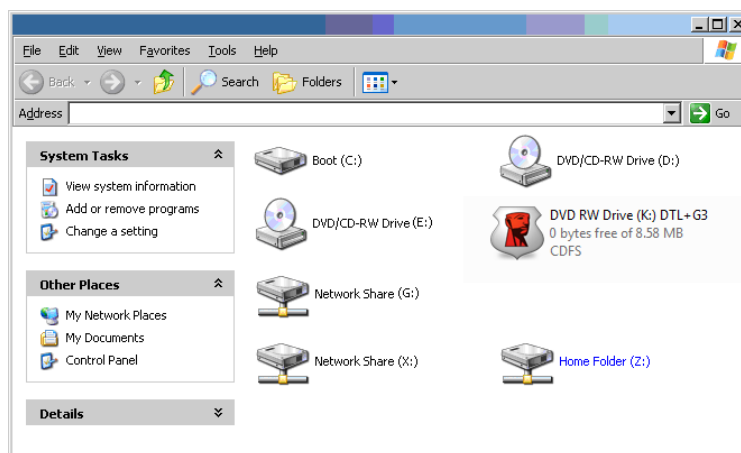 File Edit View Favorites Tools Help
Back Search Folders
Address Go
System Tasks
View system information
Add or remove programs
Change a setting
Other Places
My Network Places
My Documents
Control Panel
Details
Boot (C:)
DVD/CD-RW Drive (D:)
DVD/CD-RW Drive (E:)
DVD RW Drive (K:) DTL+G3
0 bytes free of 8.58 MB
CDFS
Network Share (G:)
Network Share (X:)
Home Folder (Z:)